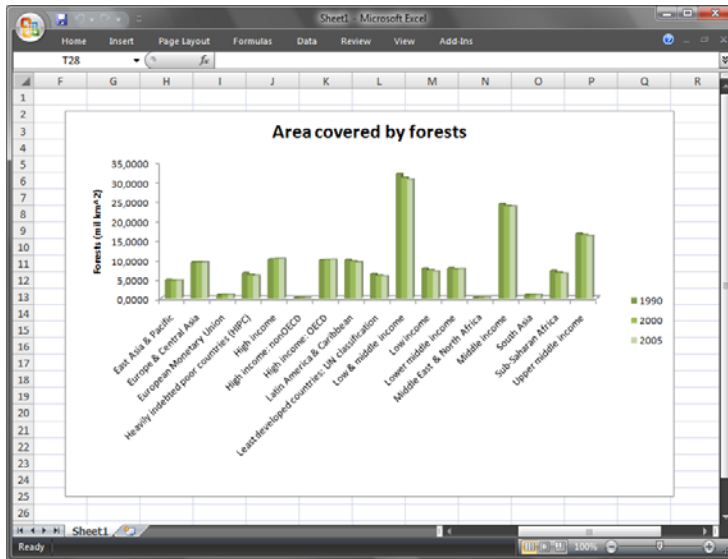 Sheet1 - Microsoft Excel
Home Insert Page Layout Formulas Data Review View Add-Ins
T28 fx
F G H I J K L M N O P Q R
1
2
3
4
5
6
7
8
9
10
11
12
13
14
15
16
17
18
19
20
21
22
23
24
25
26
Area covered by forests
Forests (mil km^2)
35,0000
30,0000
25,0000
20,0000
15,0000
10,0000
5,0000
0,0000
East Asia & Pacific
Europe & Central Asia
European Monetary Union
Heavily indebted poor countries (HIPC)
High income
High income: nonOECD
High income: OECD
Latin America & Caribbean
Least developed countries: UN classification
Low & middle income
Low income
Lower middle income
Middle East & North Africa
Middle income
South Asia
Sub-Saharan Africa
Upper middle income
1990
2000
2005
Sheet1
Ready 100%